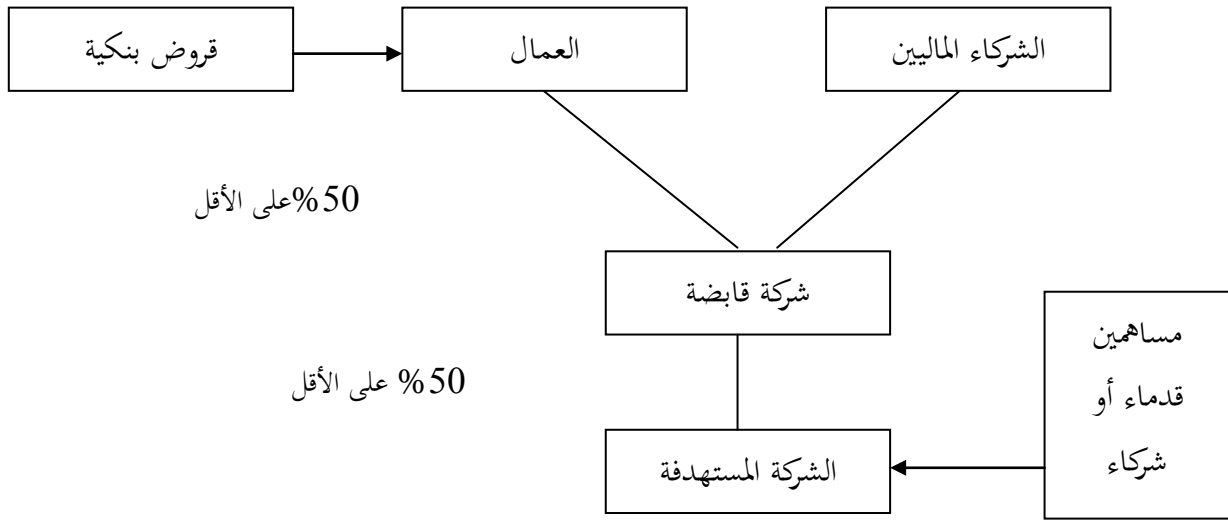 الشركاء الماليين
العمال
قروض بنكية
50%على الأقل
شركة قابضة
مساهمين
قدماء أو
شركاء
50% على الأقل
الشركة المستهدفة